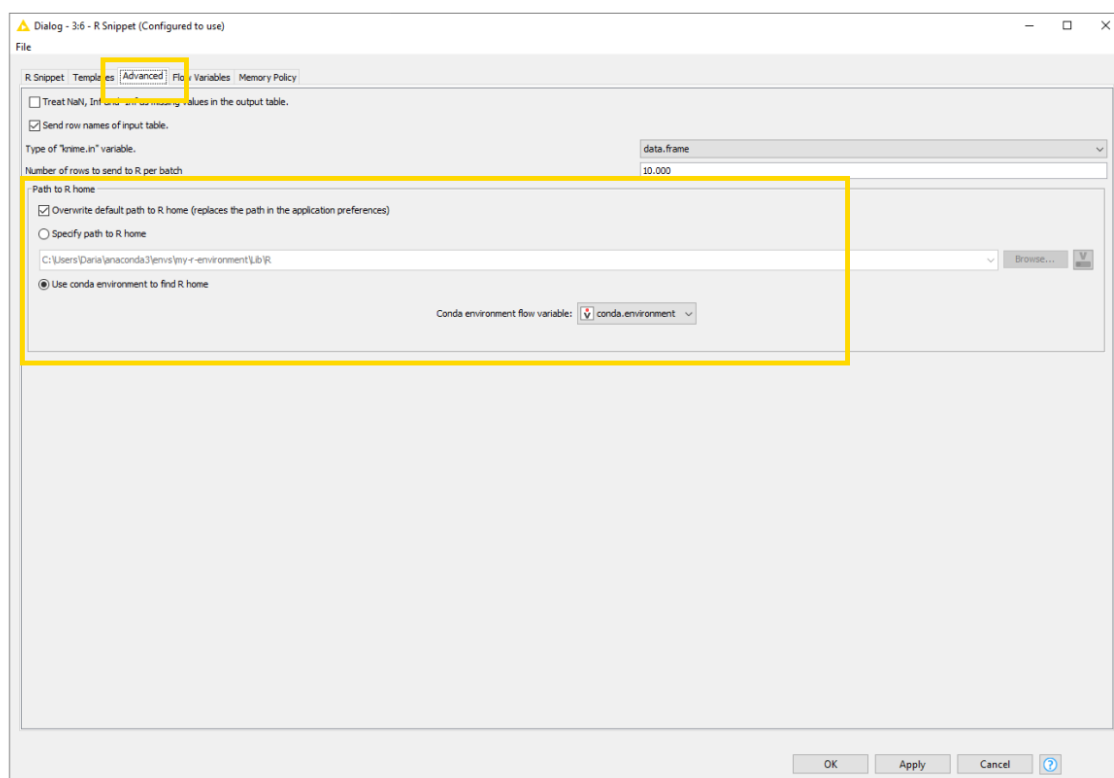 Dialog - 3:6 - R Snippet (Configured to use)
File
R Snippet Templates Advanced Flow Variables Memory Policy
Treat NaN, Inf and -Inf as missing values in the output table.
Send row names of input table.
Type of "knime.in" variable. data.frame
Number of rows to send to R per batch 10.000
Path to R home
Overwrite default path to R home (replaces the path in the application preferences)
Specify path to R home
C:\Users\Daria\anaconda3\envs\my-r-environment\Lib\R Browse... V
Use conda environment to find R home
Conda environment flow variable: V conda.environment
OK Apply Cancel ?